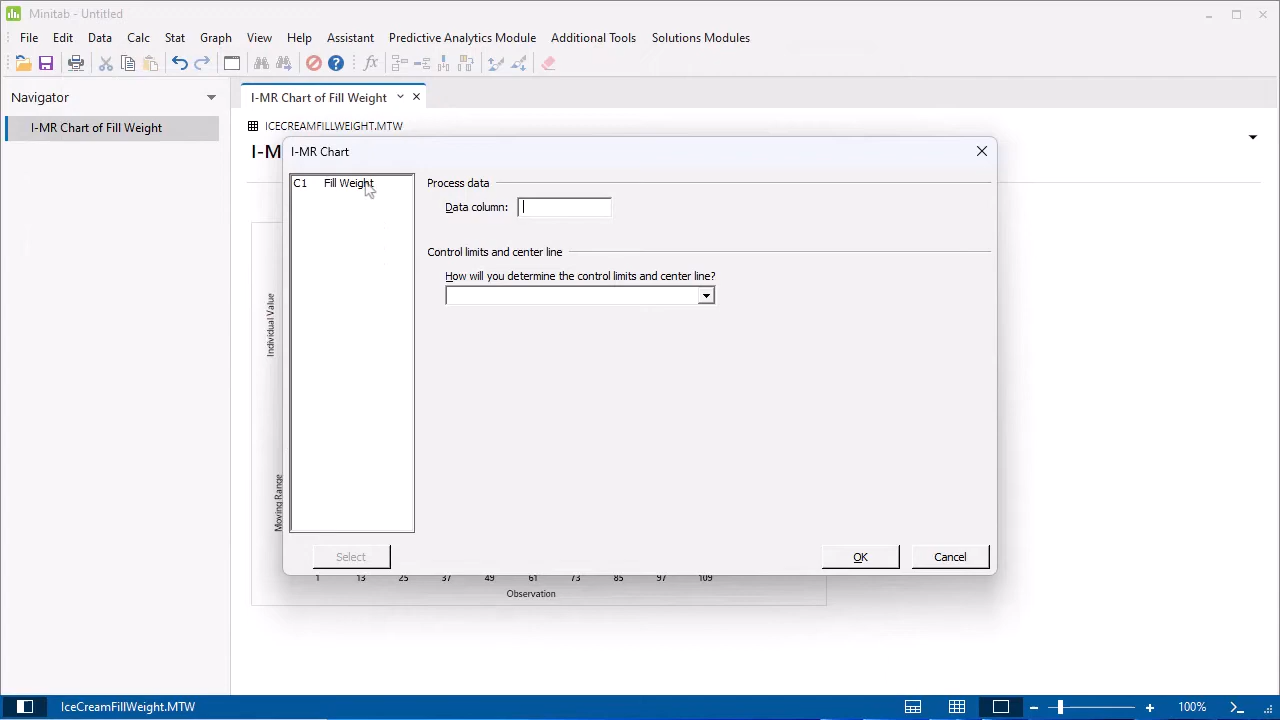 Minitab - Untitled
File Edit Data Calc Stat Graph View Help Assistant Predictive Analytics Module Additional Tools Solutions Modules
Navigator
I-MR Chart of Fill Weight
I-MR Chart of Fill Weight
ICECREAMFILLWEIGHT.MTW
I-M
I-MR Chart
C1 Fill Weight
Process data
Data column:
Control limits and center line
How will you determine the control limits and center line?
Individual Value
Moving Range
Select
OK
Cancel
1 13 25 37 49 61 73 85 97 109
Observation
IceCreamFillWeight.MTW
100%